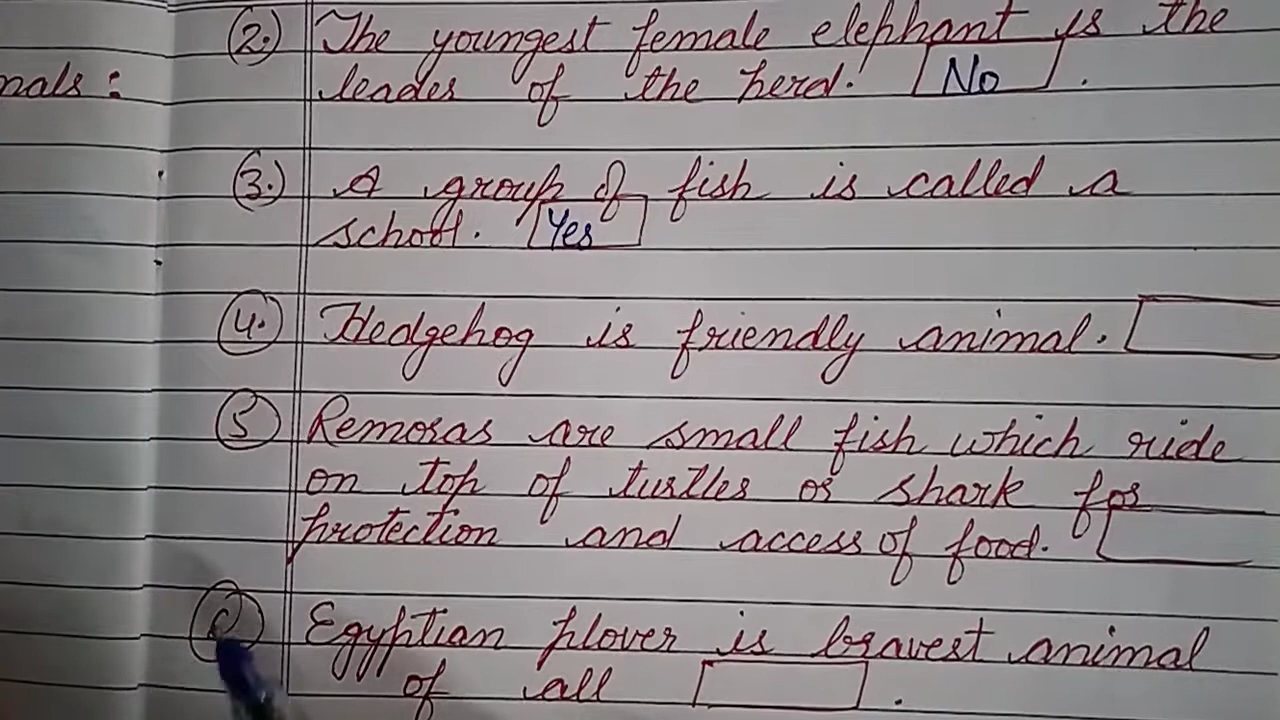 (2.) The youngest female elephant is the
nals :
leader of the herd. No .
(3.) A group of fish is called a
school. Yes
(4.) Hedgehog is friendly animal.
(5) Remoras are small fish which ride
on top of turtles or shark for
protection and access of food.
Egyptian plover is bravest animal
of all .